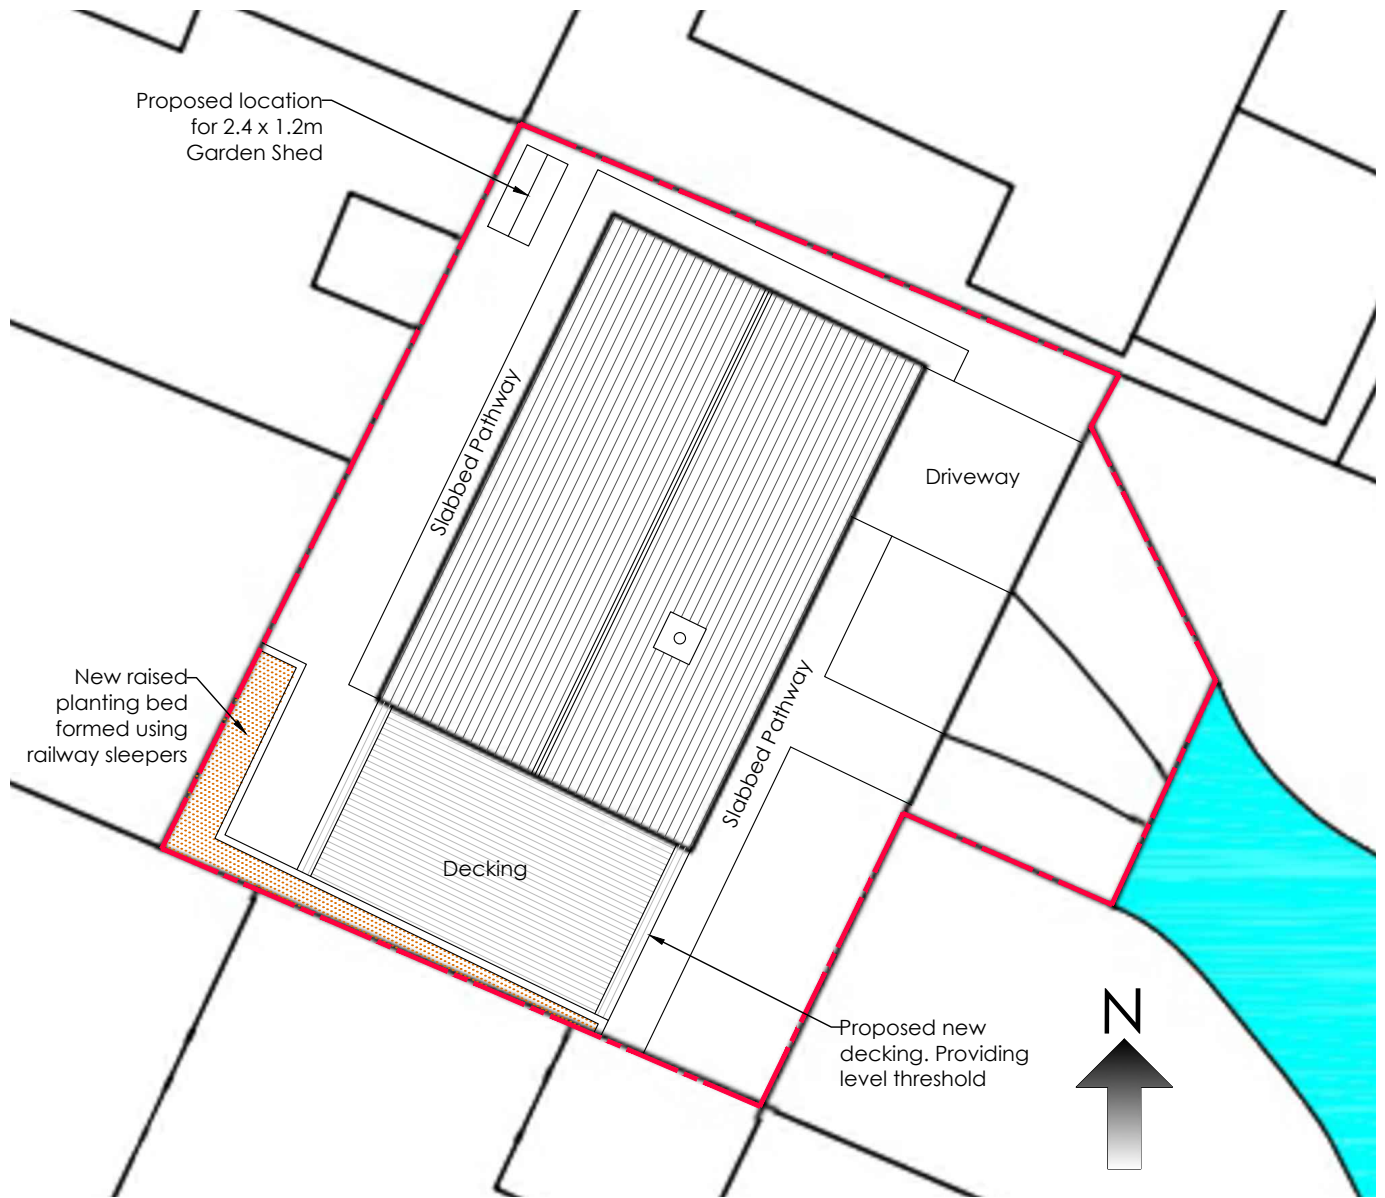 Proposed location
for 2.4 x 1.2m
Garden Shed
Slabbed Pathway
Driveway
New raised
planting bed
formed using
railway sleepers
Slabbed Pathway
Decking
N
Proposed new
decking. Providing
level threshold